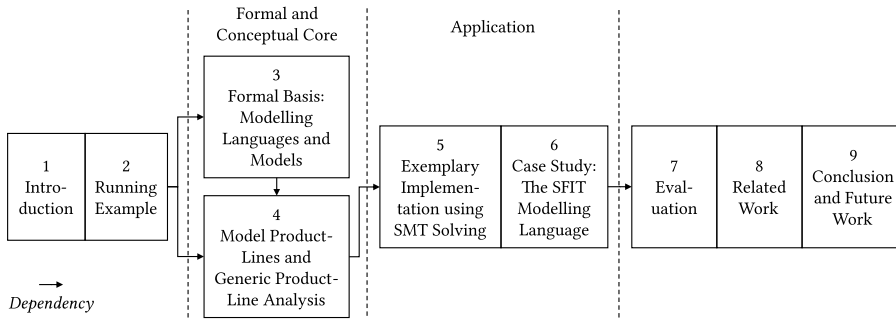 Formal and
Conceptual Core
Application
1
Intro-
duction
2
Running
Example
3
Formal Basis:
Modelling
Languages and
Models
4
Model Product-
Lines and
Generic Product-
Line Analysis
5
Exemplary
Implemen-
tation using
SMT Solving
6
Case Study:
The SFIT
Modelling
Language
7
Eval-
uation
8
Related
Work
9
Conclusion
and Future
Work
Dependency